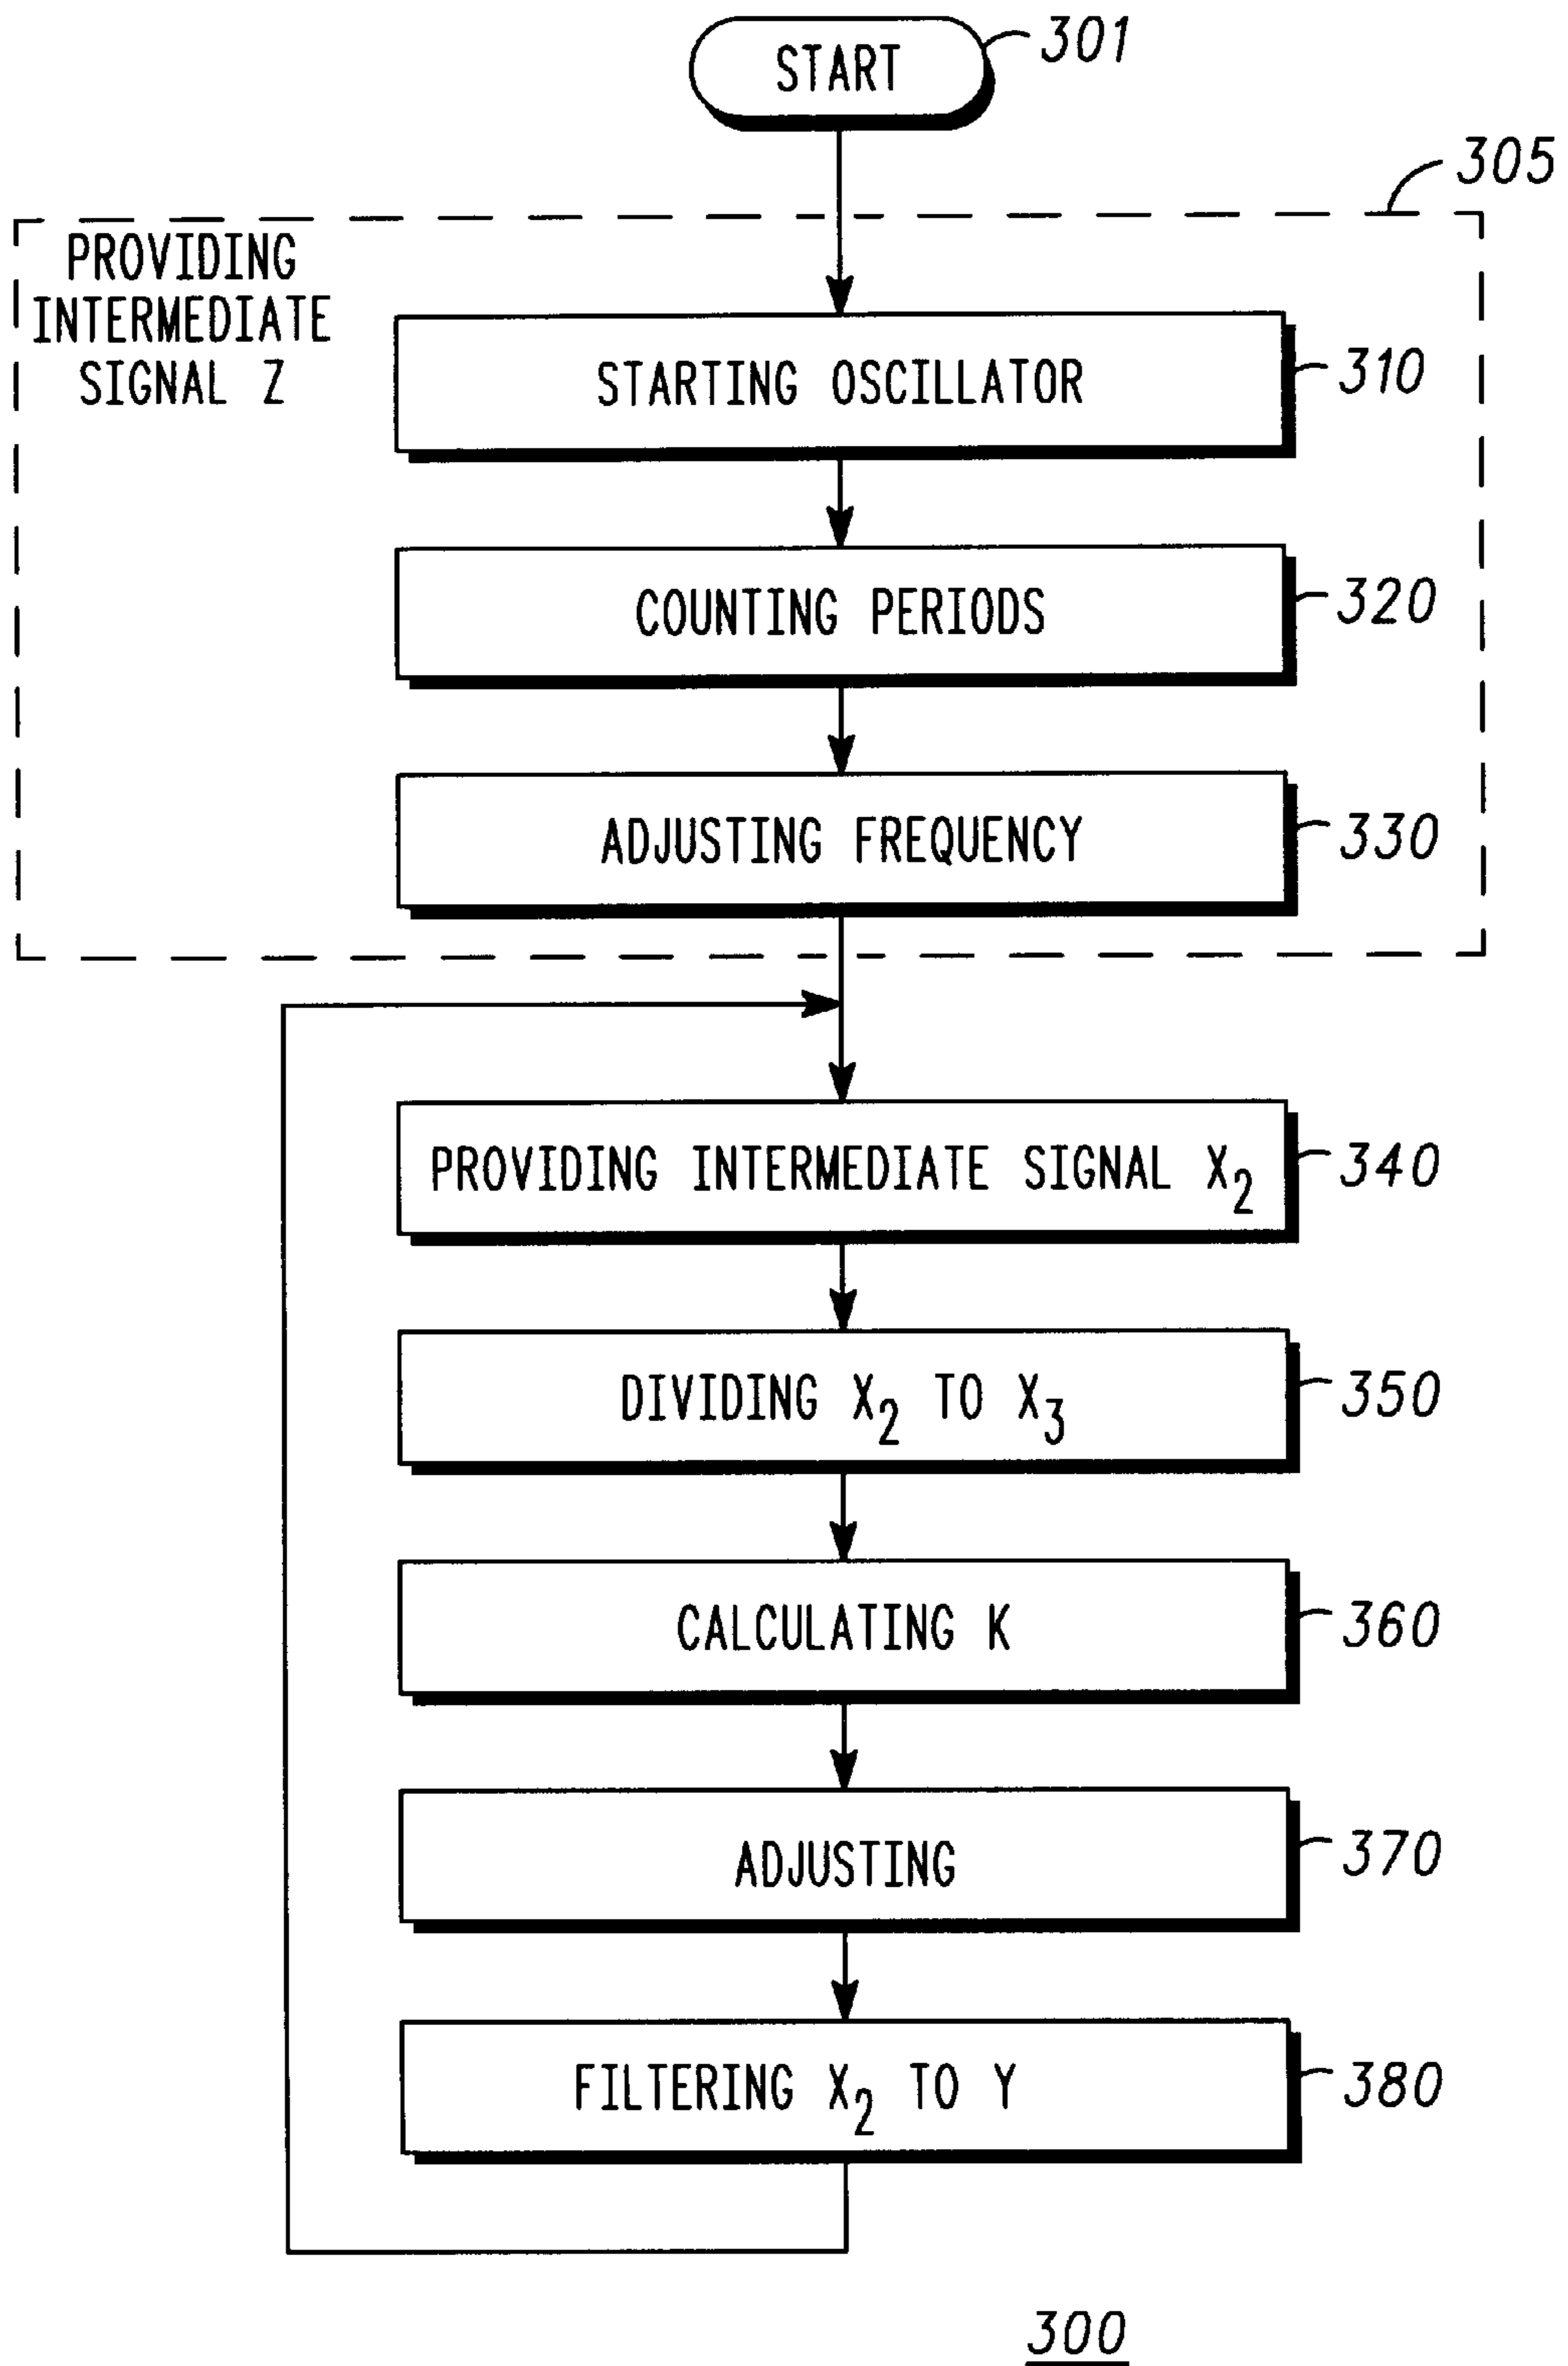 START
301
305
PROVIDING
INTERMEDIATE
SIGNAL Z
STARTING OSCILLATOR
310
COUNTING PERIODS
320
ADJUSTING FREQUENCY
330
PROVIDING INTERMEDIATE SIGNAL X₂
340
DIVIDING X₂ TO X₃
350
CALCULATING K
360
ADJUSTING
370
FILTERING X₂ TO Y
380
300